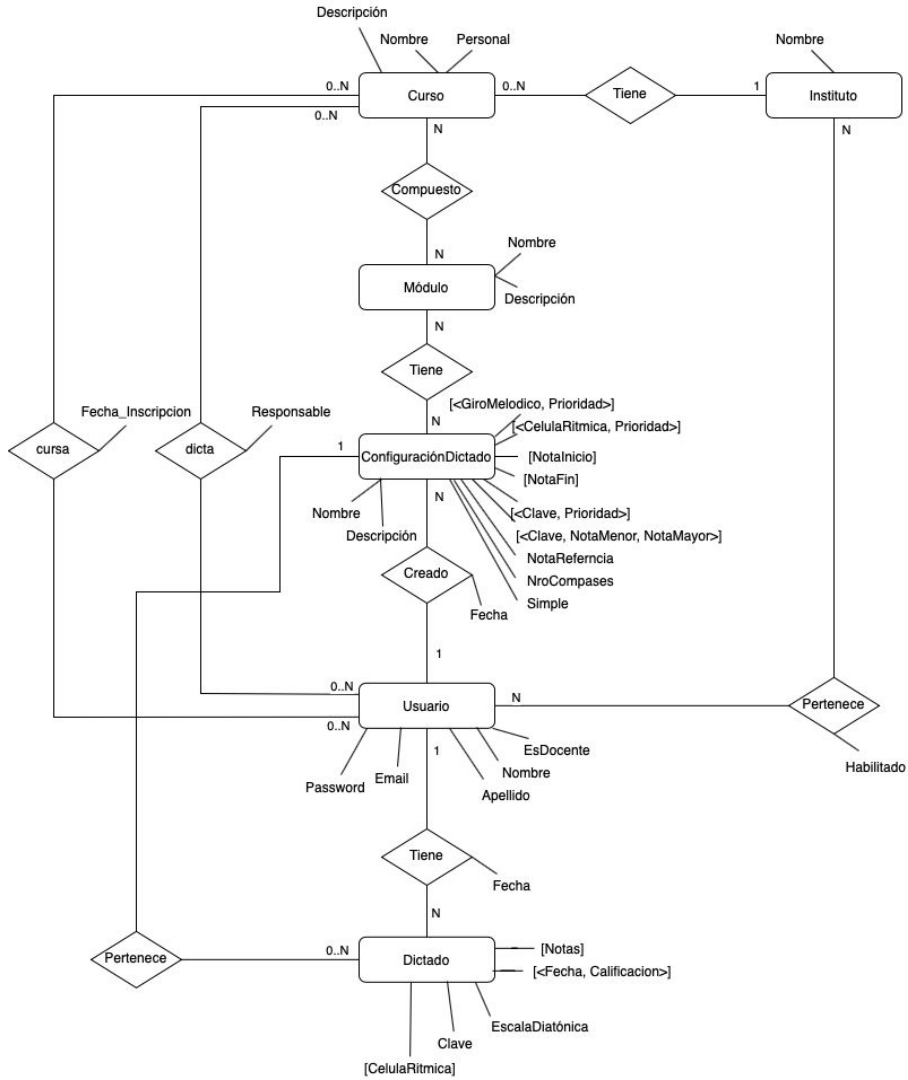 Descripción
Nombre
Personal
Nombre
0..N
Curso
0..N
Tiene
1
Instituto
0..N
N
N
Compuesto
N
Nombre
Módulo
Descripción
N
Tiene
[<GiroMelodico, Prioridad>]
Fecha_Inscripcion
Responsable
N
[<CelulaRitmica, Prioridad>]
cursa
dicta
1
ConfiguraciónDictado
[NotaInicio]
[NotaFin]
N
Nombre
[<Clave, Prioridad>]
Descripción
[<Clave, NotaMenor, NotaMayor>]
NotaReferncia
Creado
NroCompases
Simple
Fecha
1
0..N
Usuario
N
Pertenece
0..N
1
EsDocente
Habilitado
Password
Email
Nombre
Apellido
Tiene
Fecha
N
Pertenece
0..N
Dictado
[Notas]
[<Fecha, Calificacion>]
EscalaDiatónica
Clave
[CelulaRitmica]